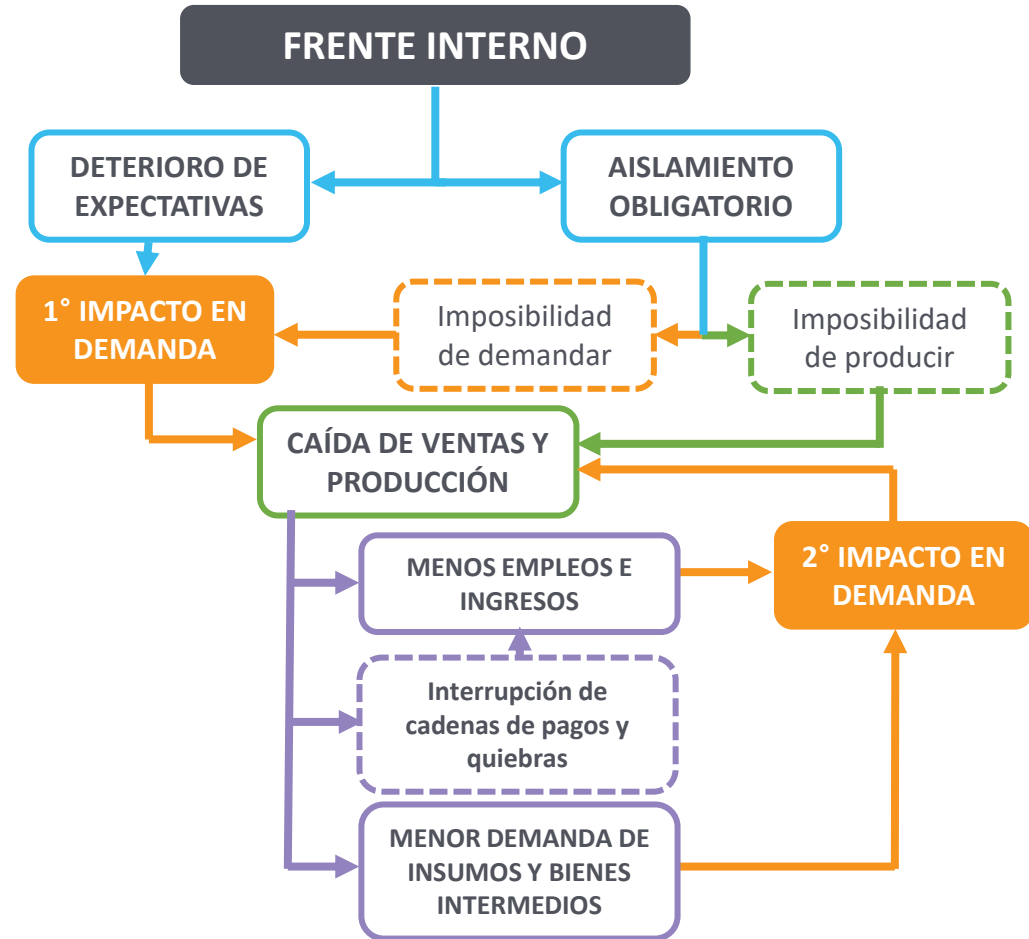 FRENTE INTERNO
DETERIORO DE
EXPECTATIVAS
AISLAMIENTO
OBLIGATORIO
1° IMPACTO EN
DEMANDA
Imposibilidad
de demandar
Imposibilidad
de producir
CAÍDA DE VENTAS Y
PRODUCCIÓN
MENOS EMPLEOS E
INGRESOS
2° IMPACTO EN
DEMANDA
Interrupción de
cadenas de pagos y
quiebras
MENOR DEMANDA DE
INSUMOS Y BIENES
INTERMEDIOS